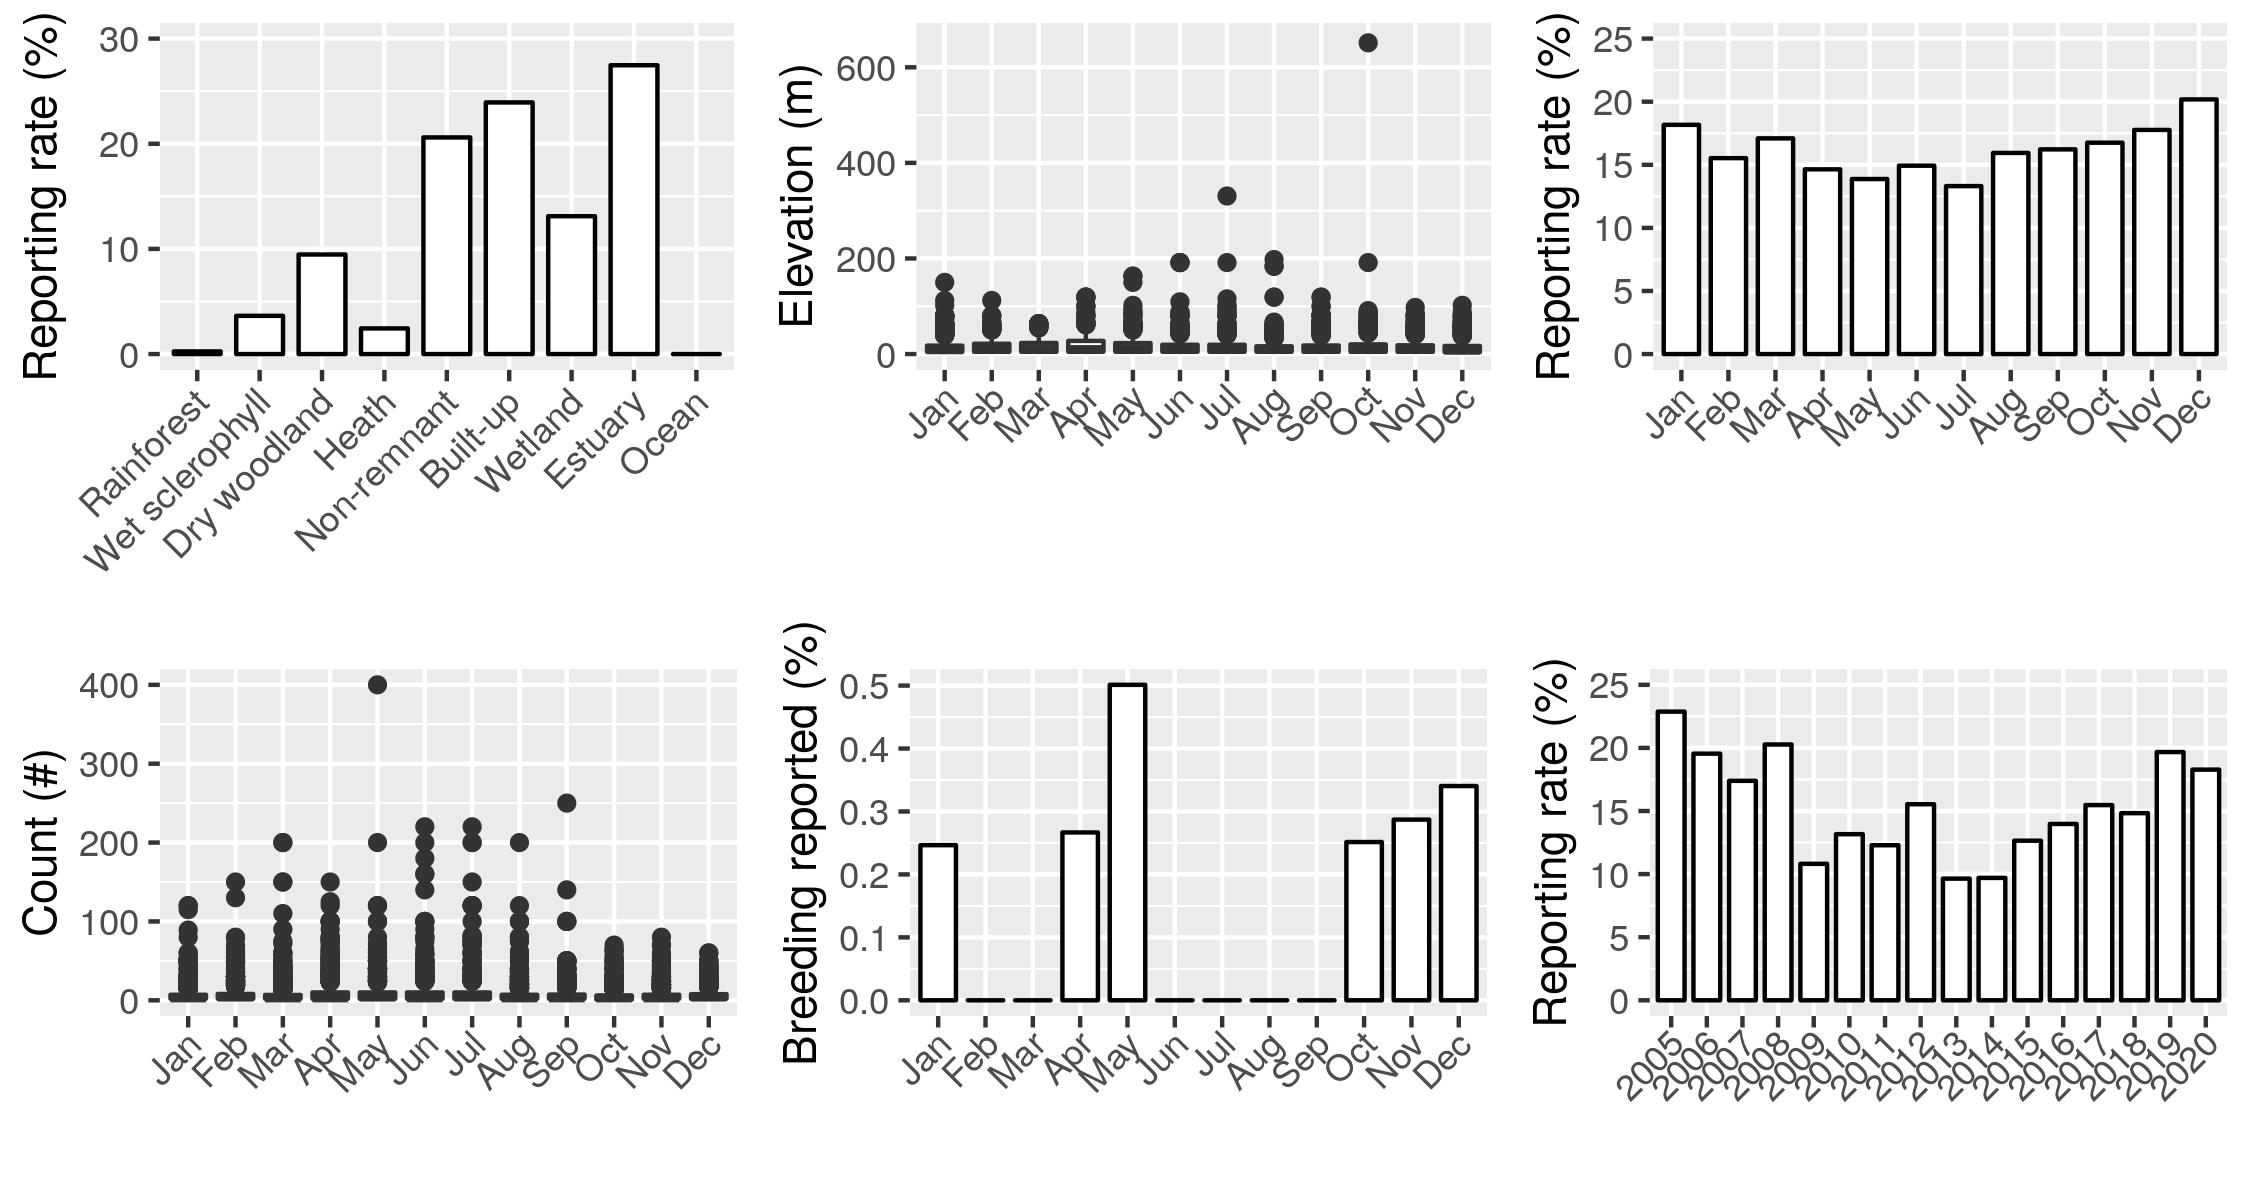 Reporting rate (%)
30
20
10
0
Rainforest
Wet sclerophyll
Dry woodland
Heath
Non-remnant
Built-up
Wetland
Estuary
Ocean
Elevation (m)
600
400
200
0
Jan
Feb
Mar
Apr
May
Jun
Jul
Aug
Sep
Oct
Nov
Dec
Reporting rate (%)
25
20
15
10
5
0
Jan
Feb
Mar
Apr
May
Jun
Jul
Aug
Sep
Oct
Nov
Dec
Count (#)
400
300
200
100
0
Jan
Feb
Mar
Apr
May
Jun
Jul
Aug
Sep
Oct
Nov
Dec
Breeding reported (%)
0.5
0.4
0.3
0.2
0.1
0.0
Jan
Feb
Mar
Apr
May
Jun
Jul
Aug
Sep
Oct
Nov
Dec
Reporting rate (%)
25
20
15
10
5
0
2005
2006
2007
2008
2009
2010
2011
2012
2013
2014
2015
2016
2017
2018
2019
2020